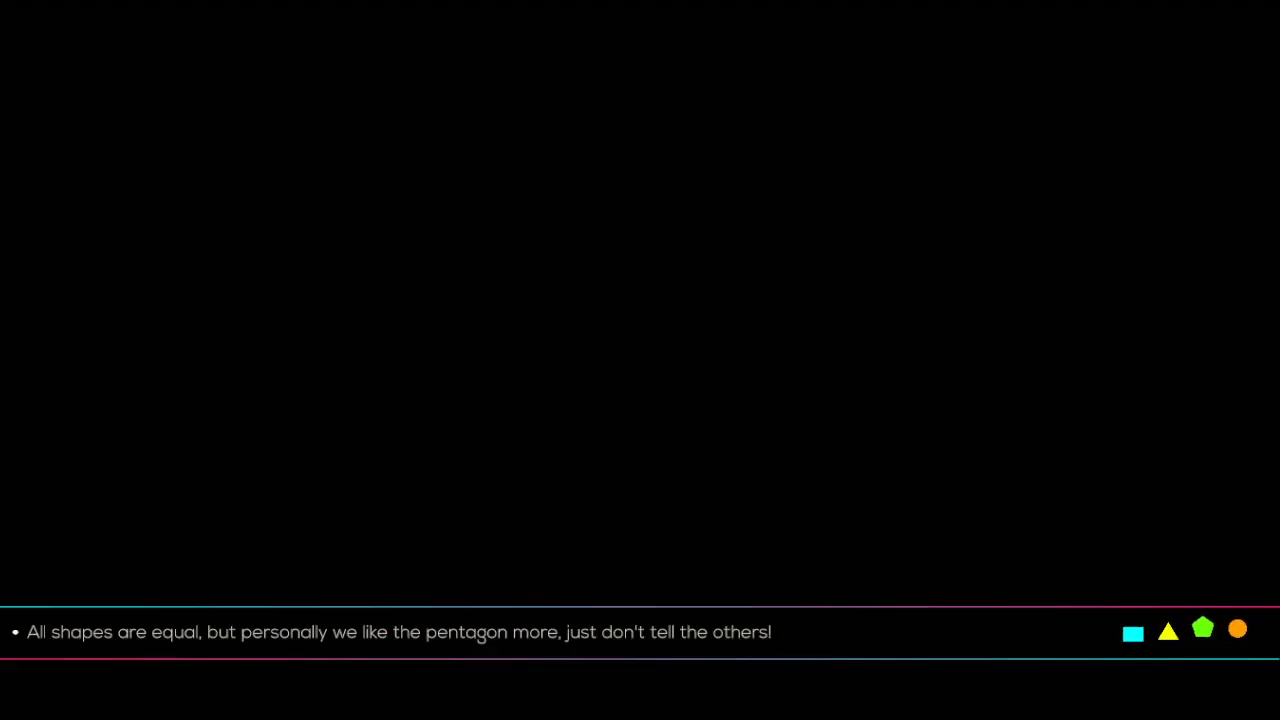 • All shapes are equal, but personally we like the pentagon more, just don't tell the others!